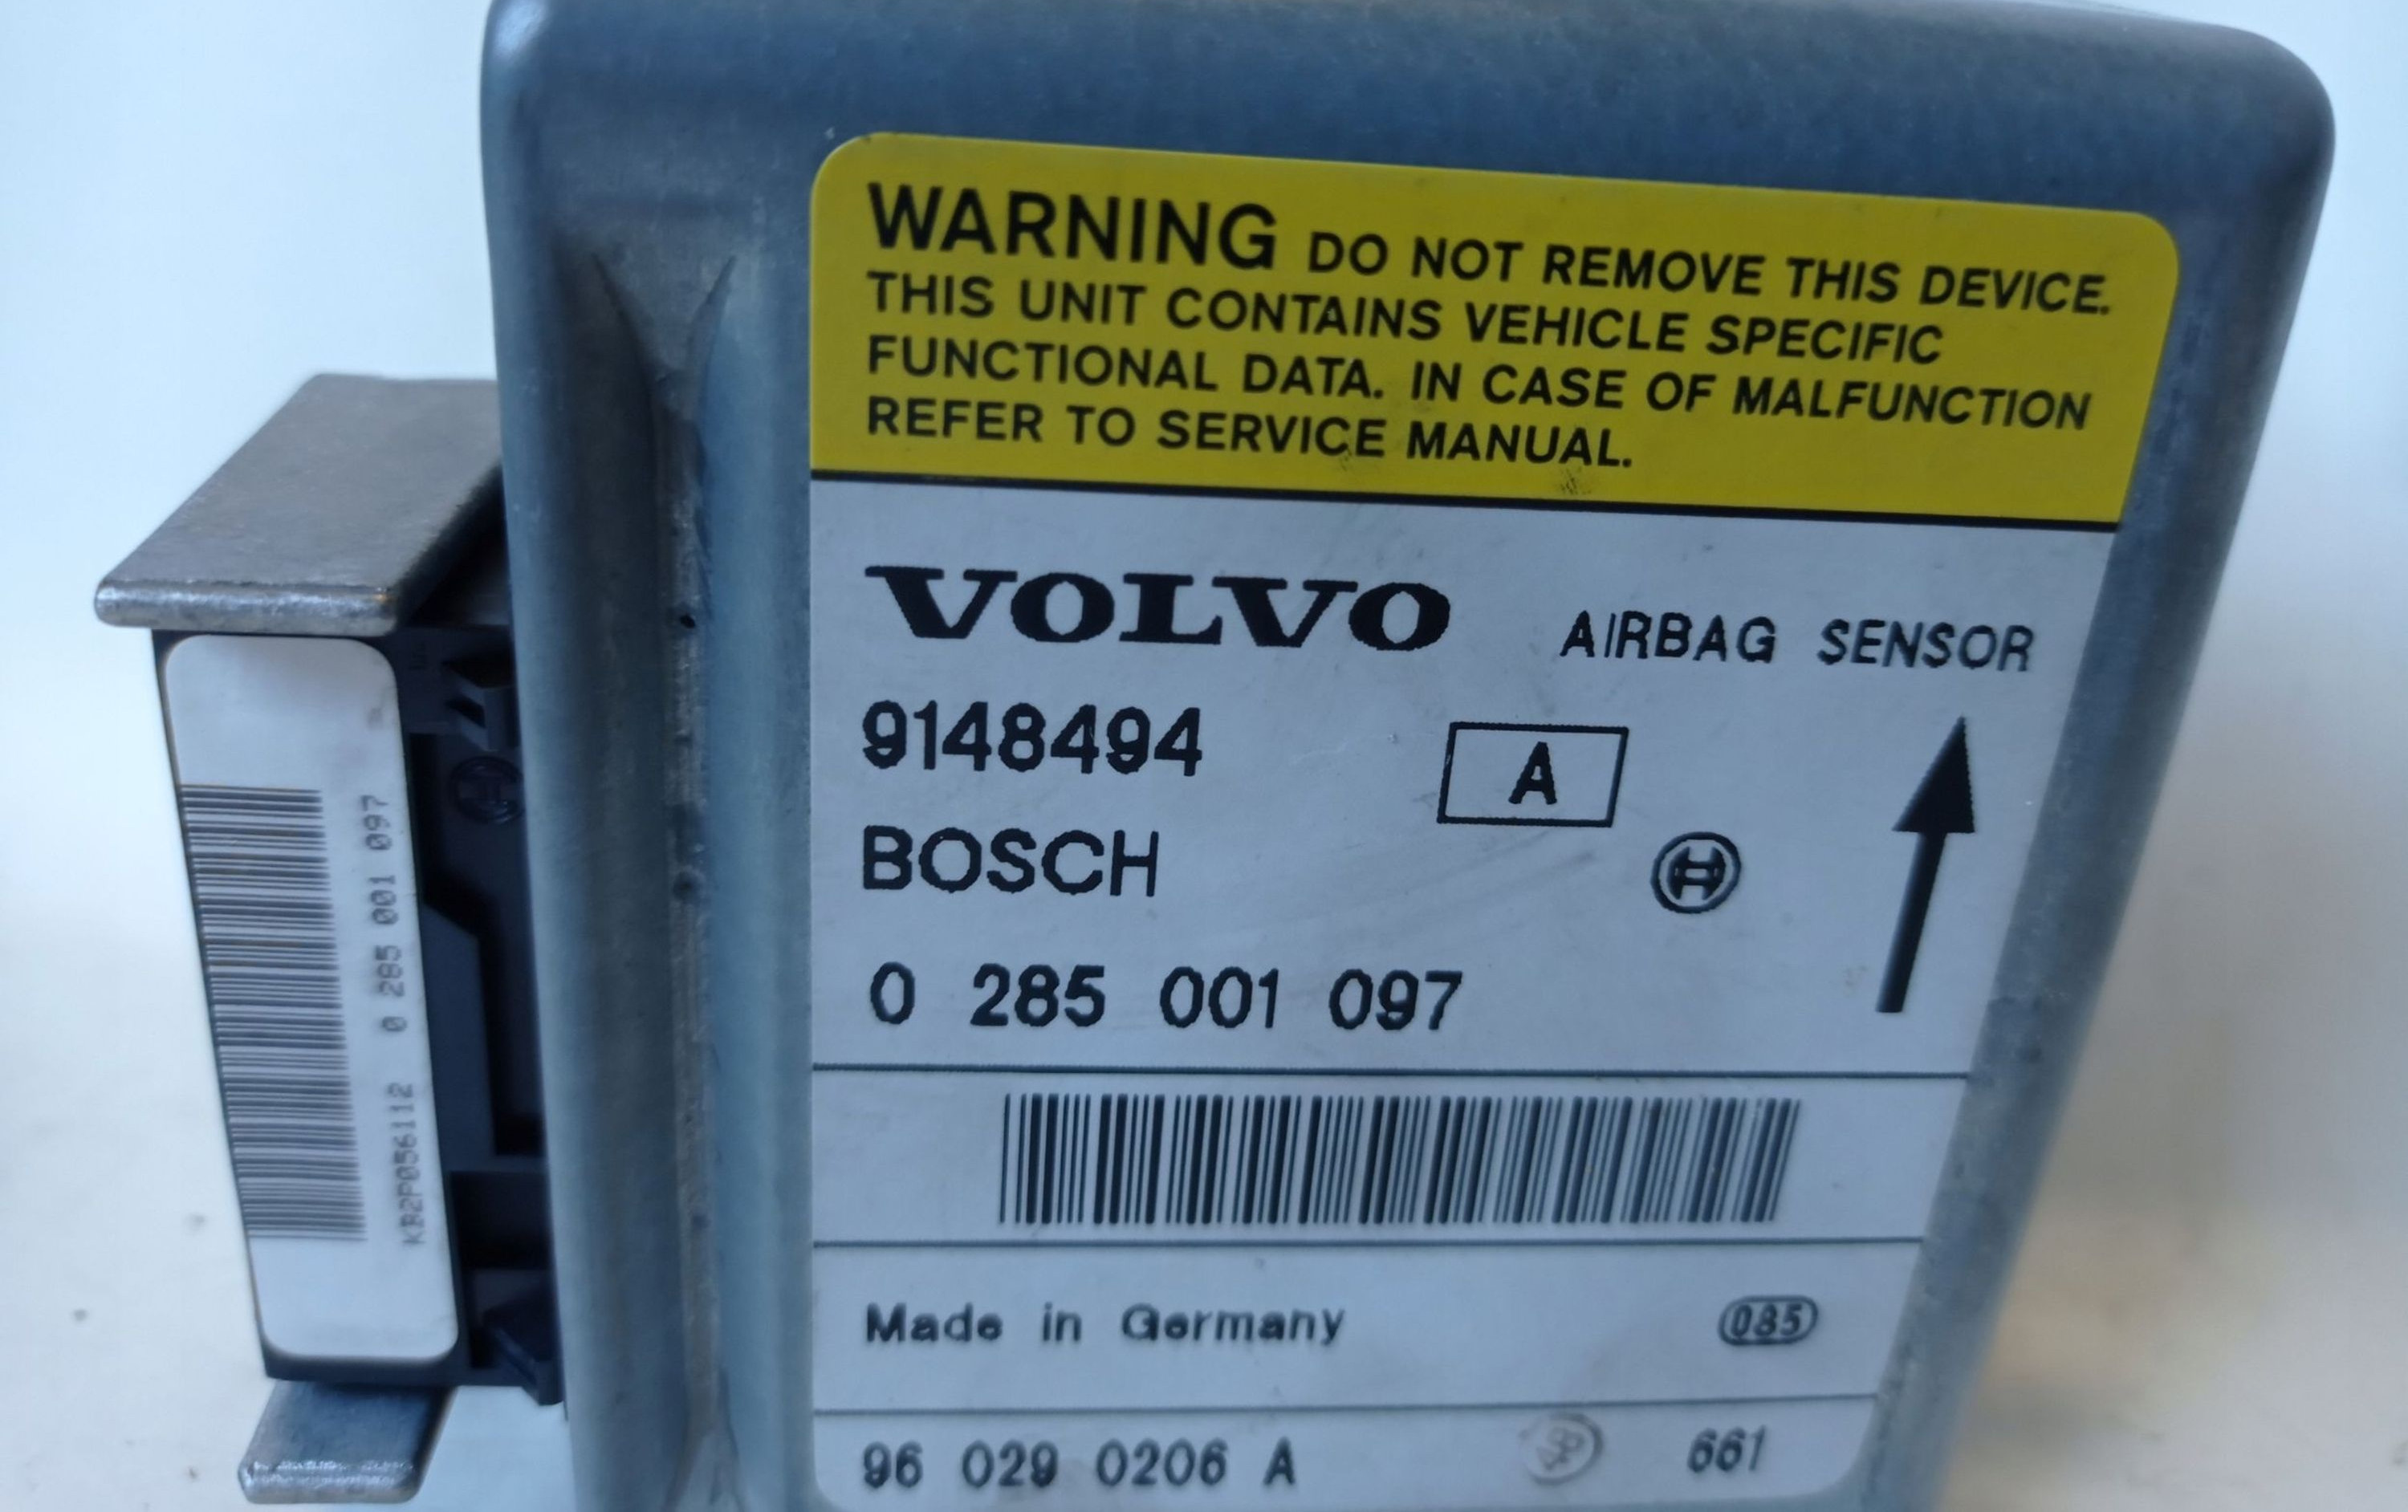 WARNING DO NOT REMOVE THIS DEVICE.
THIS UNIT CONTAINS VEHICLE SPECIFIC
FUNCTIONAL DATA. IN CASE OF MALFUNCTION
REFER TO SERVICE MANUAL.
VOLVO AIRBAG SENSOR
9148494 A
BOSCH
0 285 001 097
Made in Germany 085
96 029 0206 A 661
KB2P056112 0 285 001 097